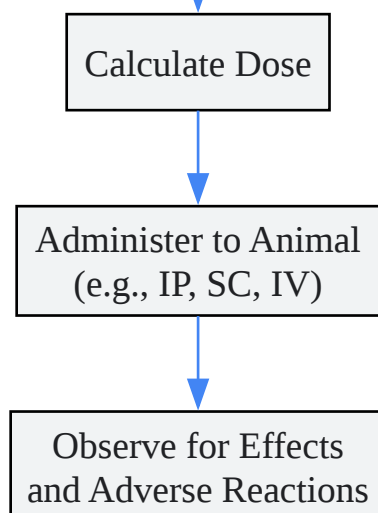 Calculate Dose
Administer to Animal
(e.g., IP, SC, IV)
Observe for Effects
and Adverse Reactions